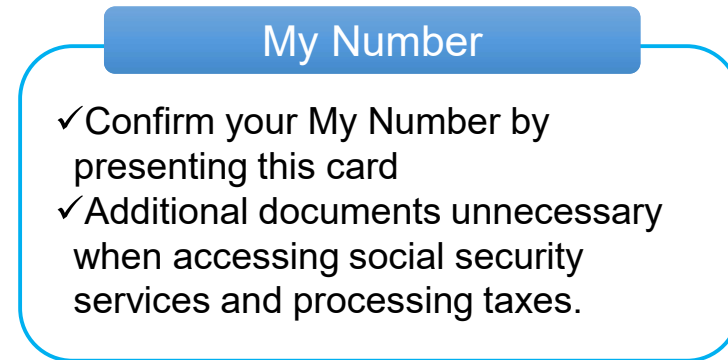 My Number
✓Confirm your My Number by
presenting this card
✓Additional documents unnecessary
when accessing social security
services and processing taxes.